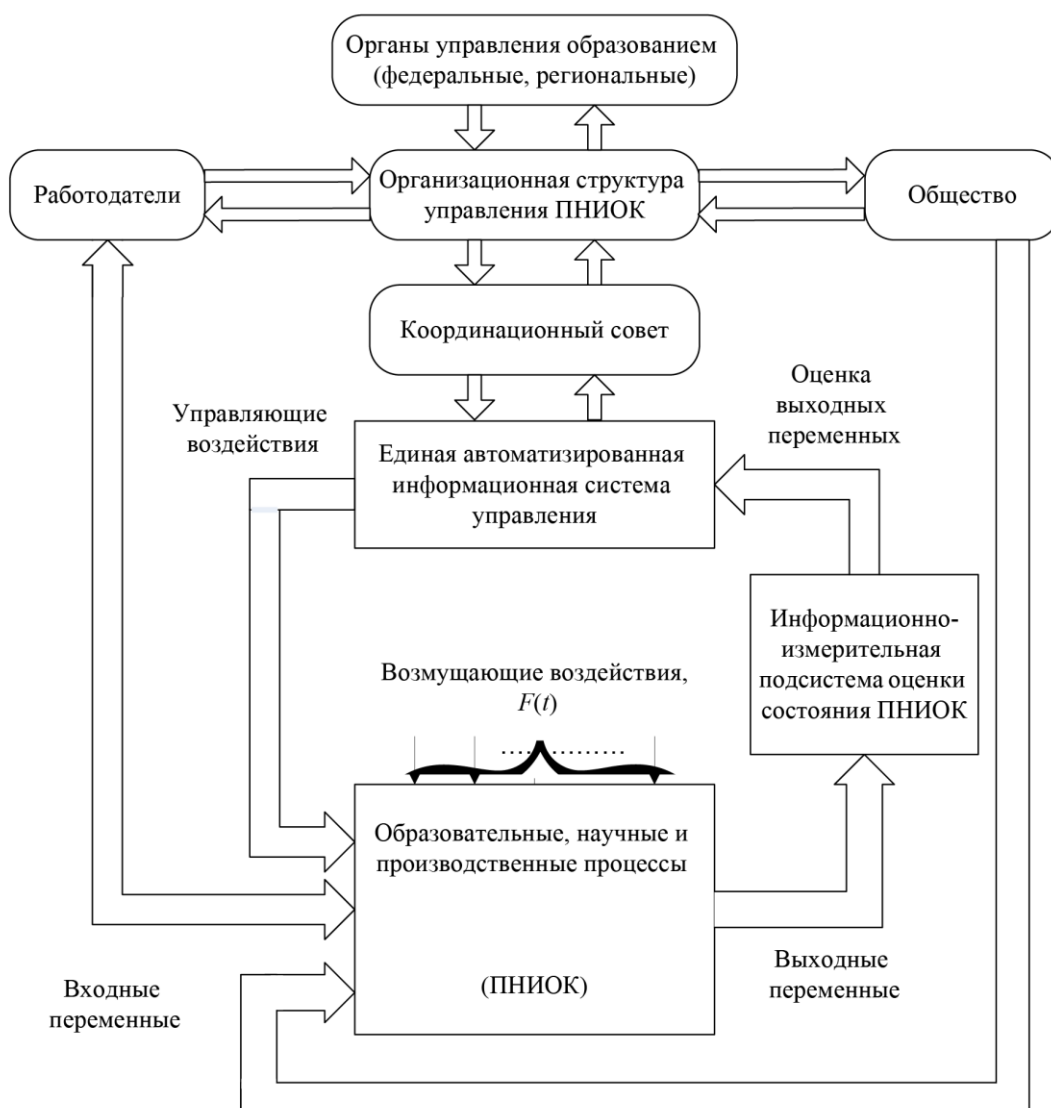 Органы управления образованием
(федеральные, региональные)
Работодатели
Организационная структура
управления ПНИОК
Общество
Координационный совет
Оценка
выходных
переменных
Управляющие
воздействия
Единая автоматизированная
информационная система
управления
Информационно-
измерительная
подсистема оценки
состояния ПНИОК
Возмущающие воздействия,
F(t)
Образовательные, научные и
производственные процессы
(ПНИОК)
Входные
переменные
Выходные
переменные